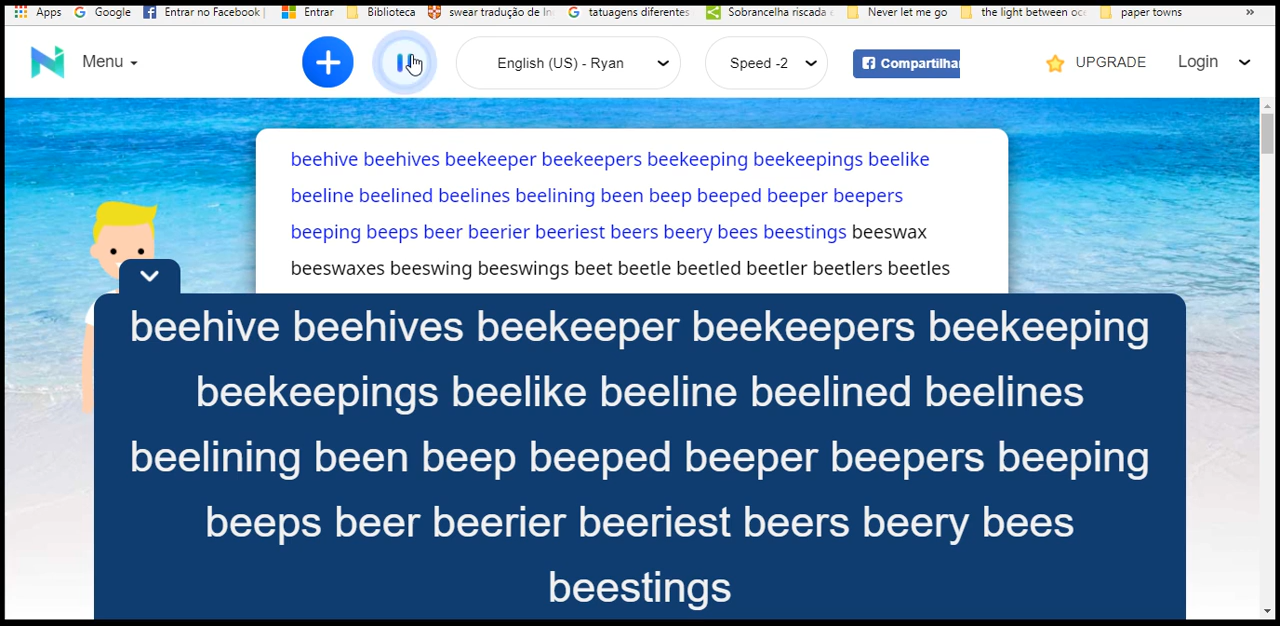 Apps Google Entrar no Facebook Entrar Biblioteca swear tradução de In tatuagens diferentes Sobrancelha riscada Never let me go the light between oc paper towns »
Menu English (US) - Ryan Speed -2 Compartilhar UPGRADE Login
beehive beehives beekeeper beekeepers beekeeping beekeepings beelike
beeline beelined beelines beelining been beep beeped beeper beepers
beeping beeps beer beerier beeriest beers beery bees beestings beeswax
beeswaxes beeswing beeswings beet beetle beetled beetler beetlers beetles
beehive beehives beekeeper beekeepers beekeeping
beekeepings beelike beeline beelined beelines
beelining been beep beeped beeper beepers beeping
beeps beer beerier beeriest beers beery bees
beestings